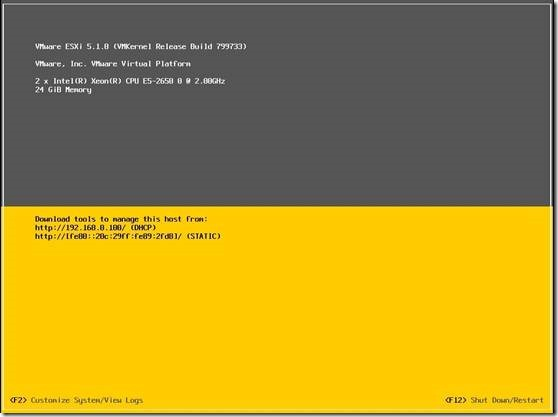 VMware ESXi 5.1.0 (VMKernel Release Build 799733)
VMware, Inc. VMware Virtual Platform
2 x Intel(R) Xeon(R) CPU E5-2650 0 @ 2.00GHz
24 GiB Memory
Download tools to manage this host from:
http://192.168.0.100/ (DHCP)
http://[fe80::20c:29ff:fe89:2fd8]/ (STATIC)
<F2> Customize System/View Logs
<F12> Shut Down/Restart